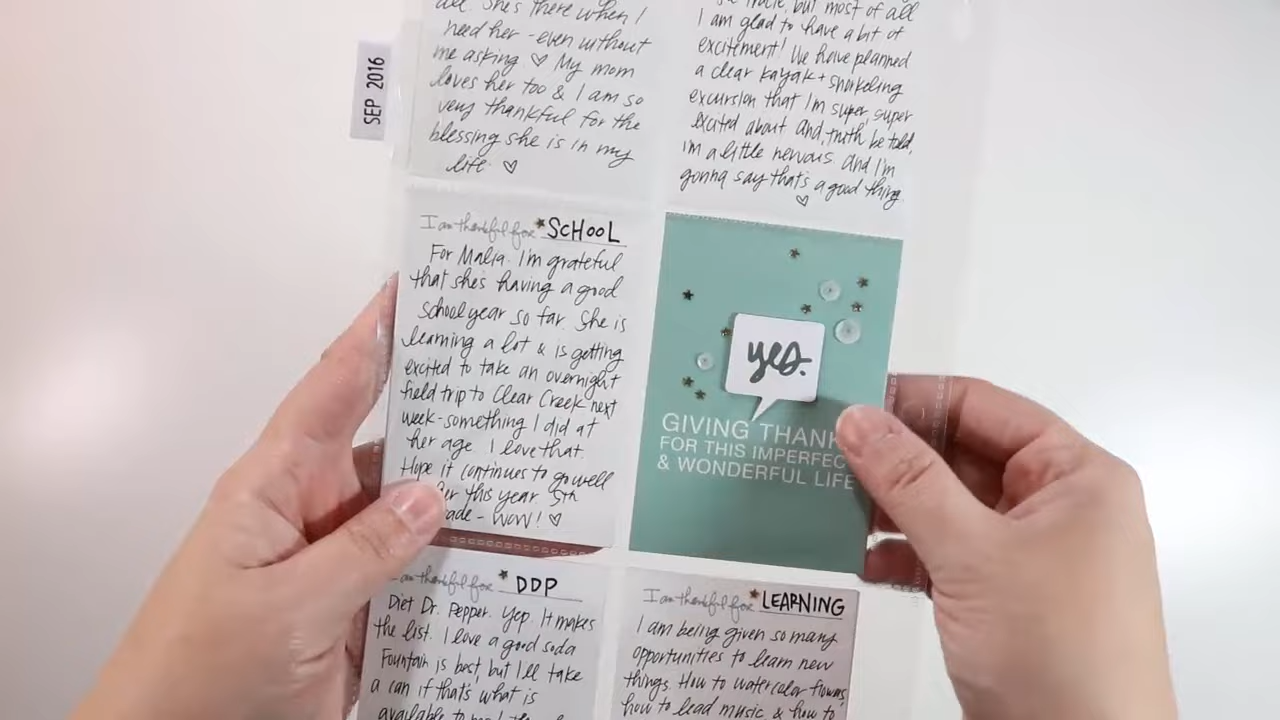 all. She's there when I
need her - even without
me asking ♡ My mom
loves her too & I am so
very thankful for the
blessing she is in my
life. ♡
but most of all
I am glad to have a bit of
excitement! We have planned
a clear kayak + snorkeling
excursion that I'm super, super
excited about and, truth be told,
I'm a little nervous. And I'm
gonna say that's a good thing.
♡
SEP 2016
I am thankful for SCHOOL
For Malia. I'm grateful
that she's having a good
school year so far. She is
learning a lot & is getting
excited to take an overnight
field trip to Clear Creek next
week - something I did at
her age. I love that.
Hope it continues to go well
this year. 5th
- WOW! ♡
yes.
GIVING THANK
FOR THIS IMPERFEC
& WONDERFUL LIFE
am thankful for DDP
Diet Dr. Pepper. Yep. It makes
the list. I love a good soda
Fountain is best, but I'll take
a can if that's what is
available to
I am thankful for LEARNING
I am being given so many
opportunities to learn new
things. How to watercolor flowers,
how to lead music & how to